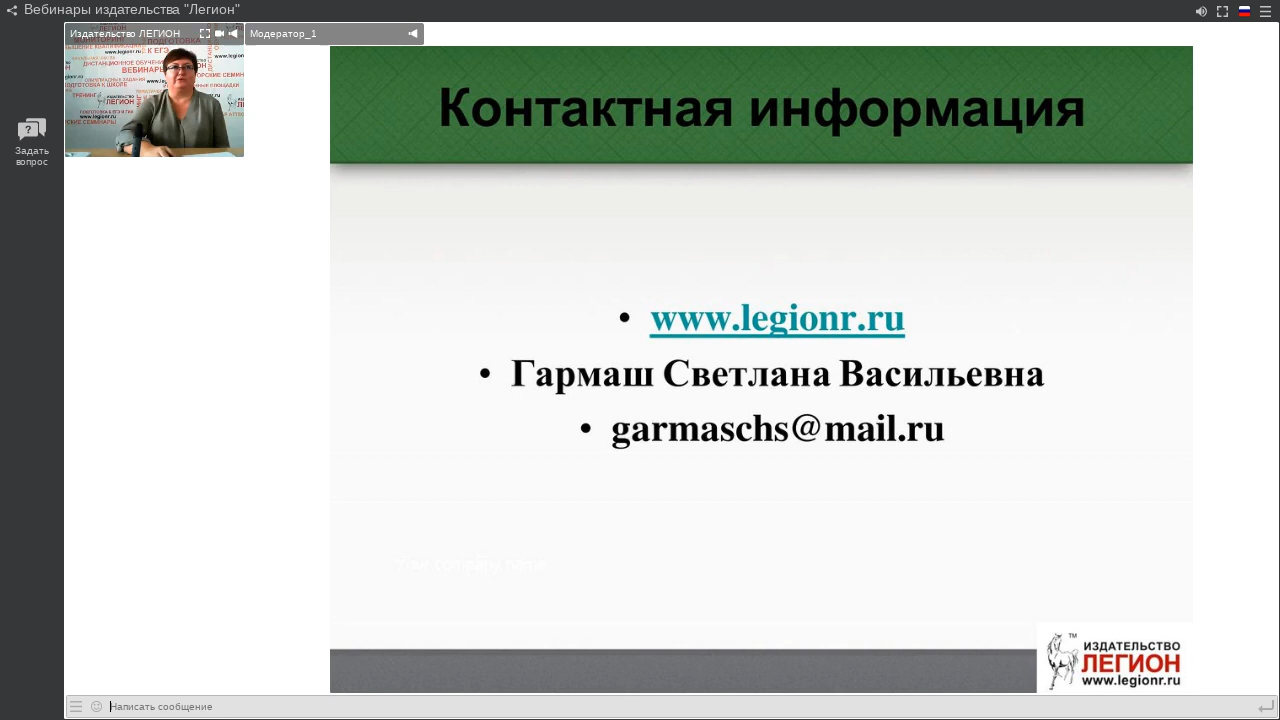 Вебинары издательства "Легион"
Издательство ЛЕГИОН
Модератор_1
Задать
вопрос
Контактная информация
• www.legionr.ru
• Гармаш Светлана Васильевна
• garmaschs@mail.ru
TM
ИЗДАТЕЛЬСТВО
ЛЕГИОН
www.legionr.ru
Написать сообщение